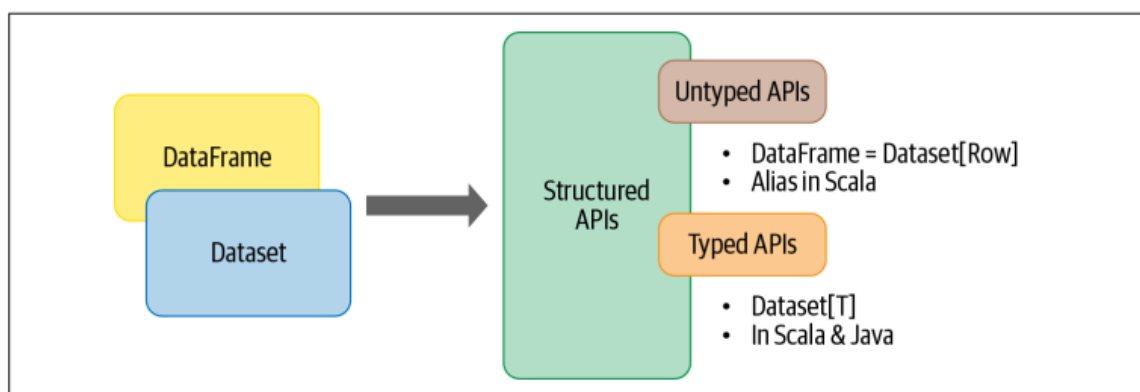 DataFrame
Dataset
Structured
APIs
Untyped APIs
• DataFrame = Dataset[Row]
• Alias in Scala
Typed APIs
• Dataset[T]
• In Scala & Java